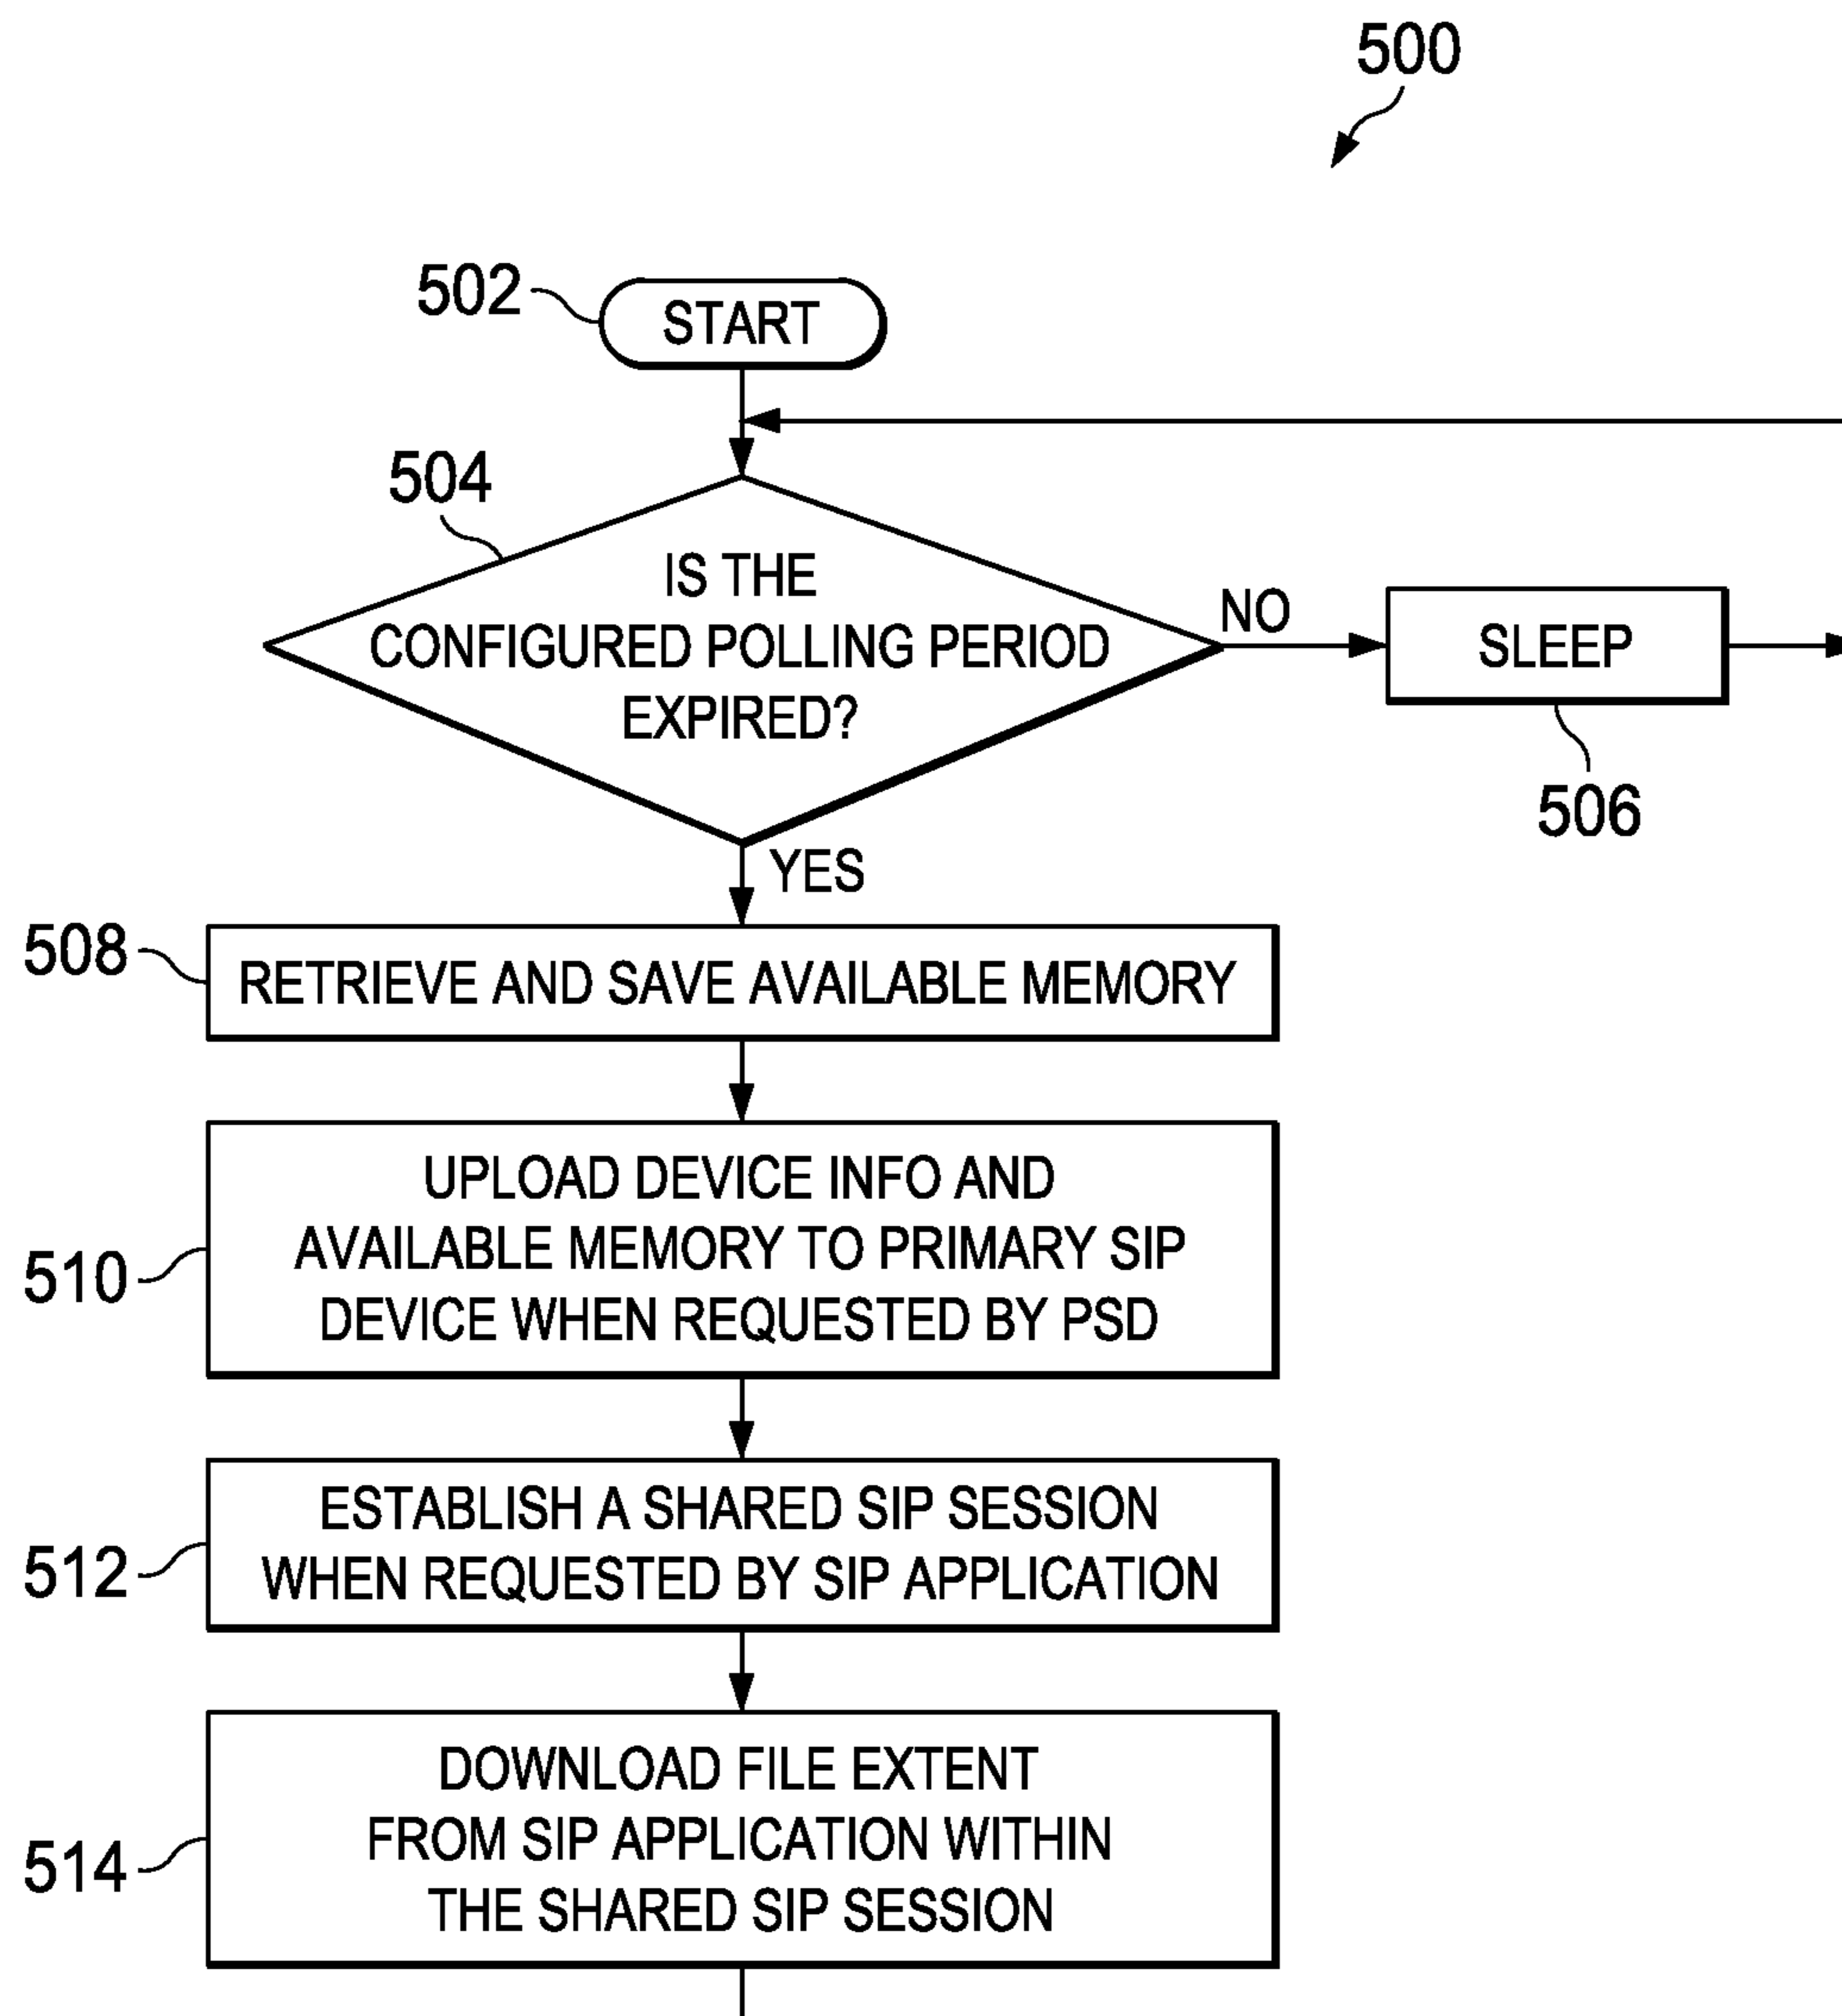 500
502
START
504
IS THE
CONFIGURED POLLING PERIOD
EXPIRED?
NO
SLEEP
506
YES
508
RETRIEVE AND SAVE AVAILABLE MEMORY
510
UPLOAD DEVICE INFO AND
AVAILABLE MEMORY TO PRIMARY SIP
DEVICE WHEN REQUESTED BY PSD
512
ESTABLISH A SHARED SIP SESSION
WHEN REQUESTED BY SIP APPLICATION
514
DOWNLOAD FILE EXTENT
FROM SIP APPLICATION WITHIN
THE SHARED SIP SESSION